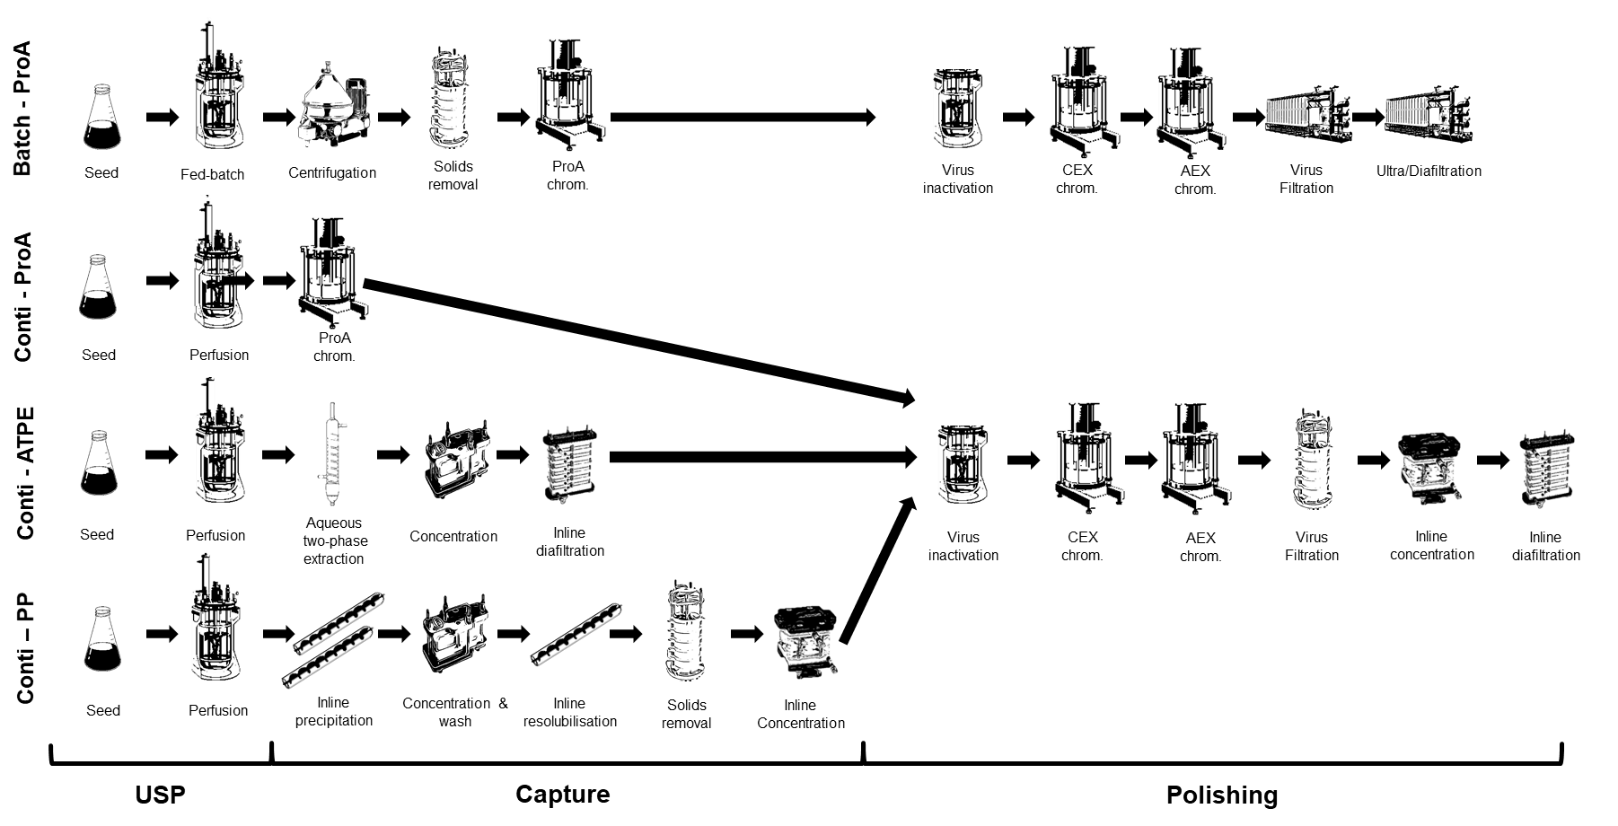 Batch - ProA
Seed
Fed-batch
Centrifugation
Solids
removal
ProA
chrom.
Virus
inactivation
CEX
chrom.
AEX
chrom.
Virus
Filtration
Ultra/Diafiltration
Conti - ProA
Seed
Perfusion
ProA
chrom.
Conti - ATPE
Seed
Perfusion
Aqueous
two-phase
extraction
Concentration
Inline
diafiltration
Virus
inactivation
CEX
chrom.
AEX
chrom.
Virus
Filtration
Inline
concentration
Inline
diafiltration
Conti – PP
Seed
Perfusion
Inline
precipitation
Concentration &
wash
Inline
resolubilisation
Solids
removal
Inline
Concentration
USP
Capture
Polishing